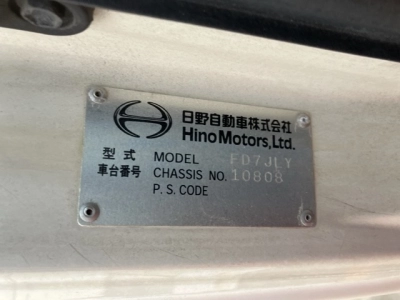 日野自動車株式会社
Hino Motors, Ltd.
型式 MODEL FD7JLY
車台番号 CHASSIS NO. 10808
P. S. CODE